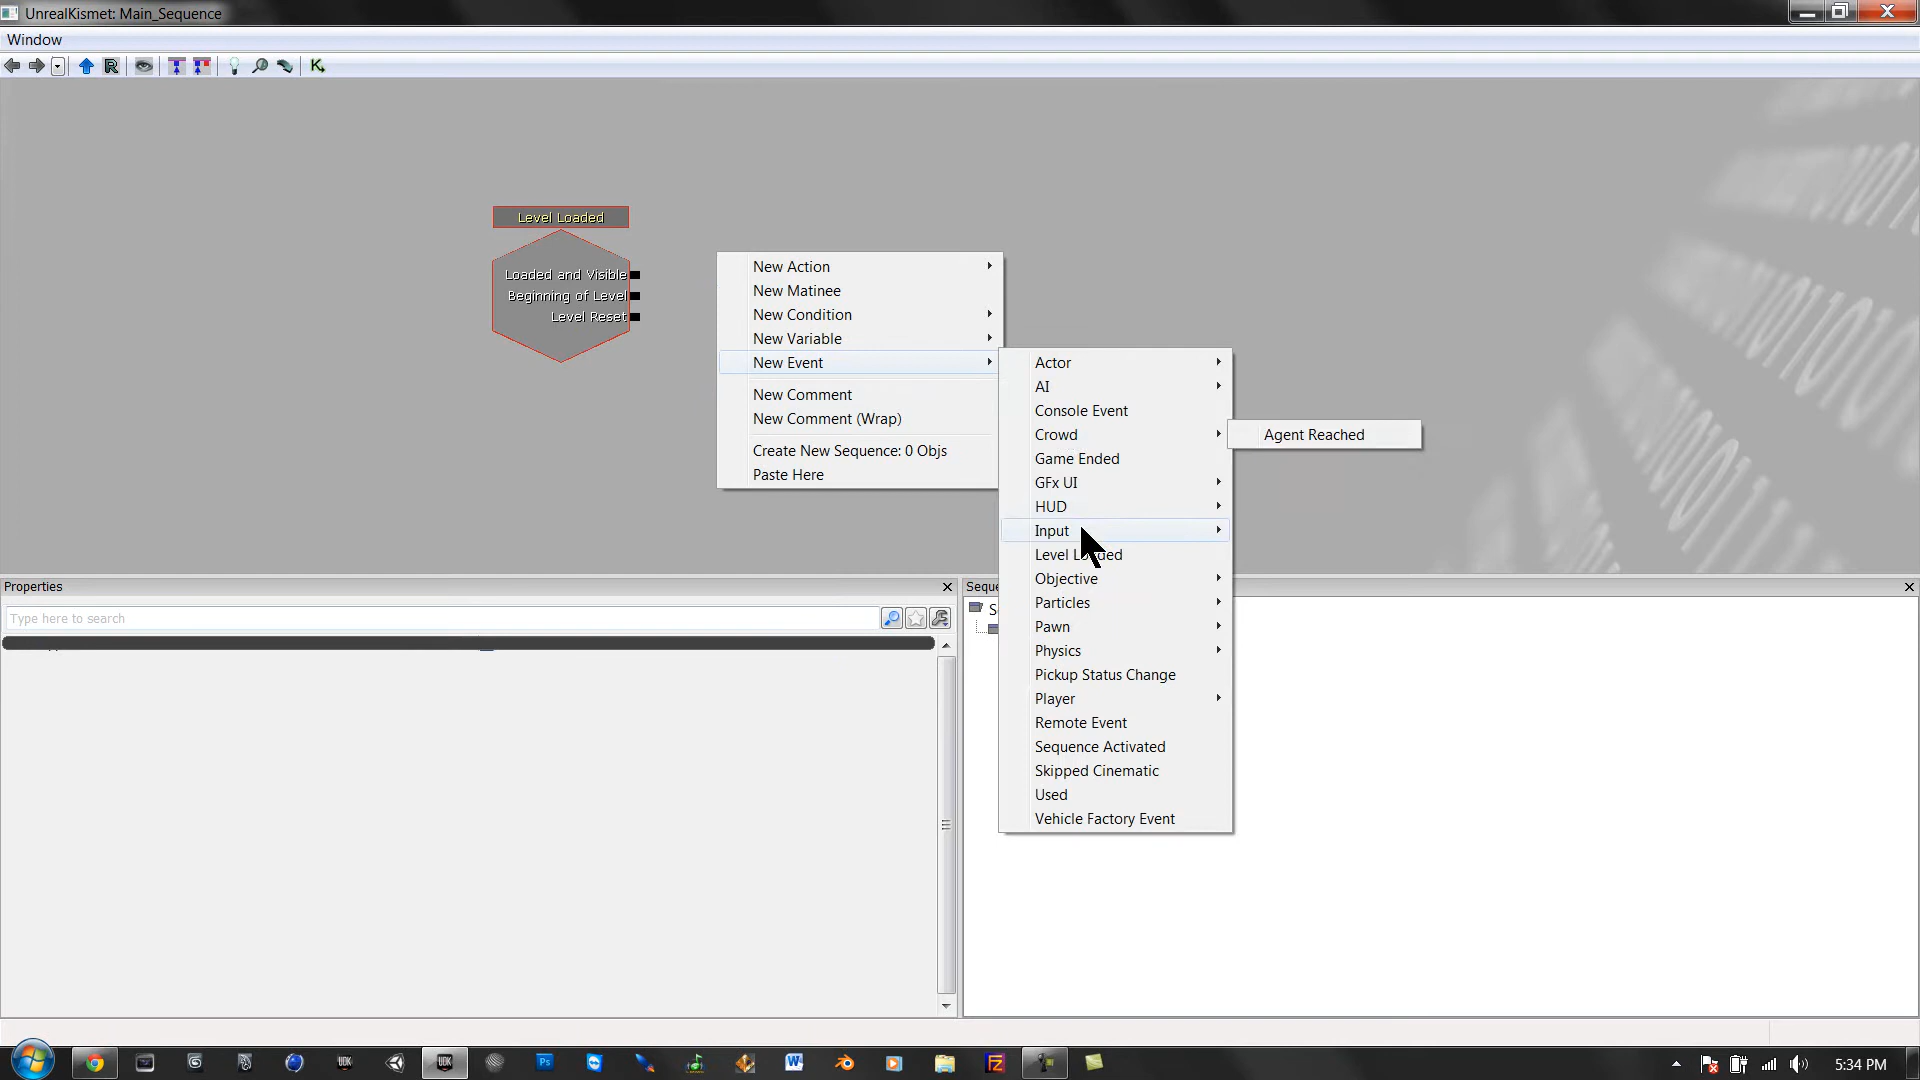 UnrealKismet: Main_Sequence
Window
Level Loaded
Loaded and Visible
Beginning of Level
Level Reset
New Action
New Matinee
New Condition
New Variable
New Event
New Comment
New Comment (Wrap)
Create New Sequence: 0 Objs
Paste Here
Actor
AI
Console Event
Crowd
Agent Reached
Game Ended
GFx UI
HUD
Input
Level Loaded
Objective
Particles
Pawn
Physics
Pickup Status Change
Player
Remote Event
Sequence Activated
Skipped Cinematic
Used
Vehicle Factory Event
Properties
Type here to search
5:34 PM